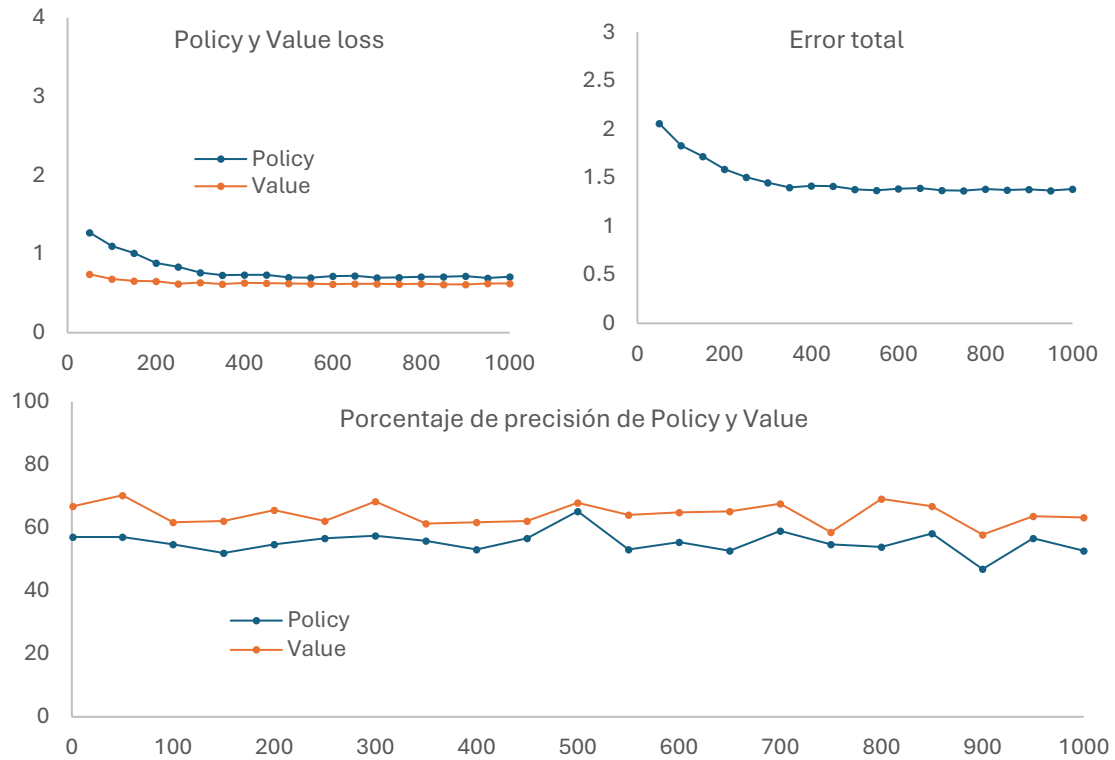 Policy y Value loss
4
3
2
1
0
Policy
Value
0 200 400 600 800 1000
Error total
3
2.5
2
1.5
1
0.5
0
0 200 400 600 800 1000
Porcentaje de precisión de Policy y Value
100
80
60
40
20
0
Policy
Value
0 100 200 300 400 500 600 700 800 900 1000